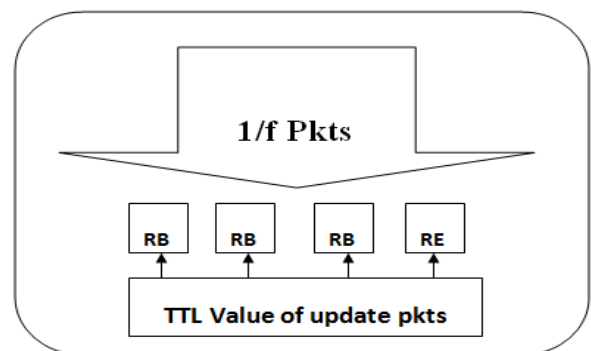 1/f Pkts
RB RB RB RE
TTL Value of update pkts